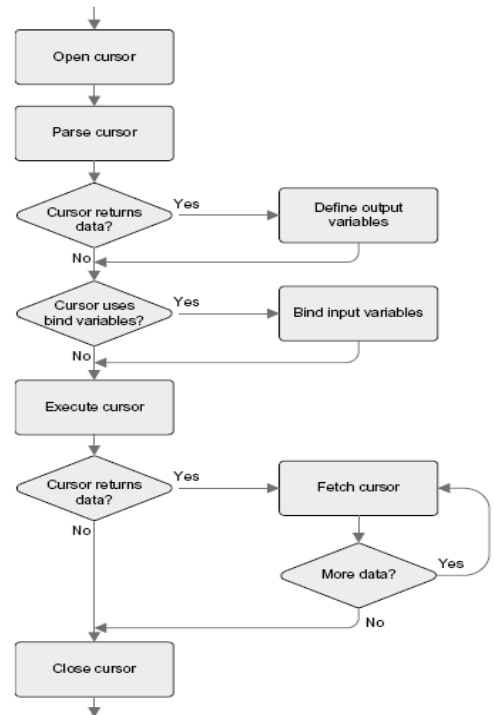 Open cursor
Parse cursor
Cursor returns
data?
Yes
Define output
variables
No
Cursor uses
bind variables?
Yes
Bind input variables
No
Execute cursor
Cursor returns
data?
Yes
Fetch cursor
No
More data?
Yes
No
Close cursor